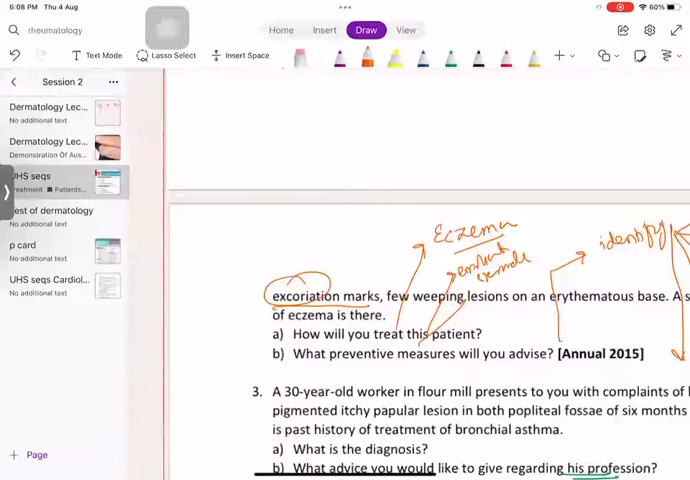 6:08 PM Thu 4 Aug
60%
rheumatology
Home Insert Draw View
Text Mode Lasso Select Insert Space
Session 2
Dermatology Lec...
No additional text
Dermatology Lec...
Demonstration Of Aus...
JHS seqs
reatment ■ Patients...
est of dermatology
No additional text
p card
No additional text
UHS seqs Cardiol...
No additional text
+ Page
Eczema
identify
excoriation marks, few weeping lesions on an erythematous base. A s
of eczema is there.
a) How will you treat this patient?
b) What preventive measures will you advise? [Annual 2015]
3. A 30-year-old worker in flour mill presents to you with complaints of
pigmented itchy papular lesion in both popliteal fossae of six months
is past history of treatment of bronchial asthma.
a) What is the diagnosis?
b) What advice you would like to give regarding his profession?